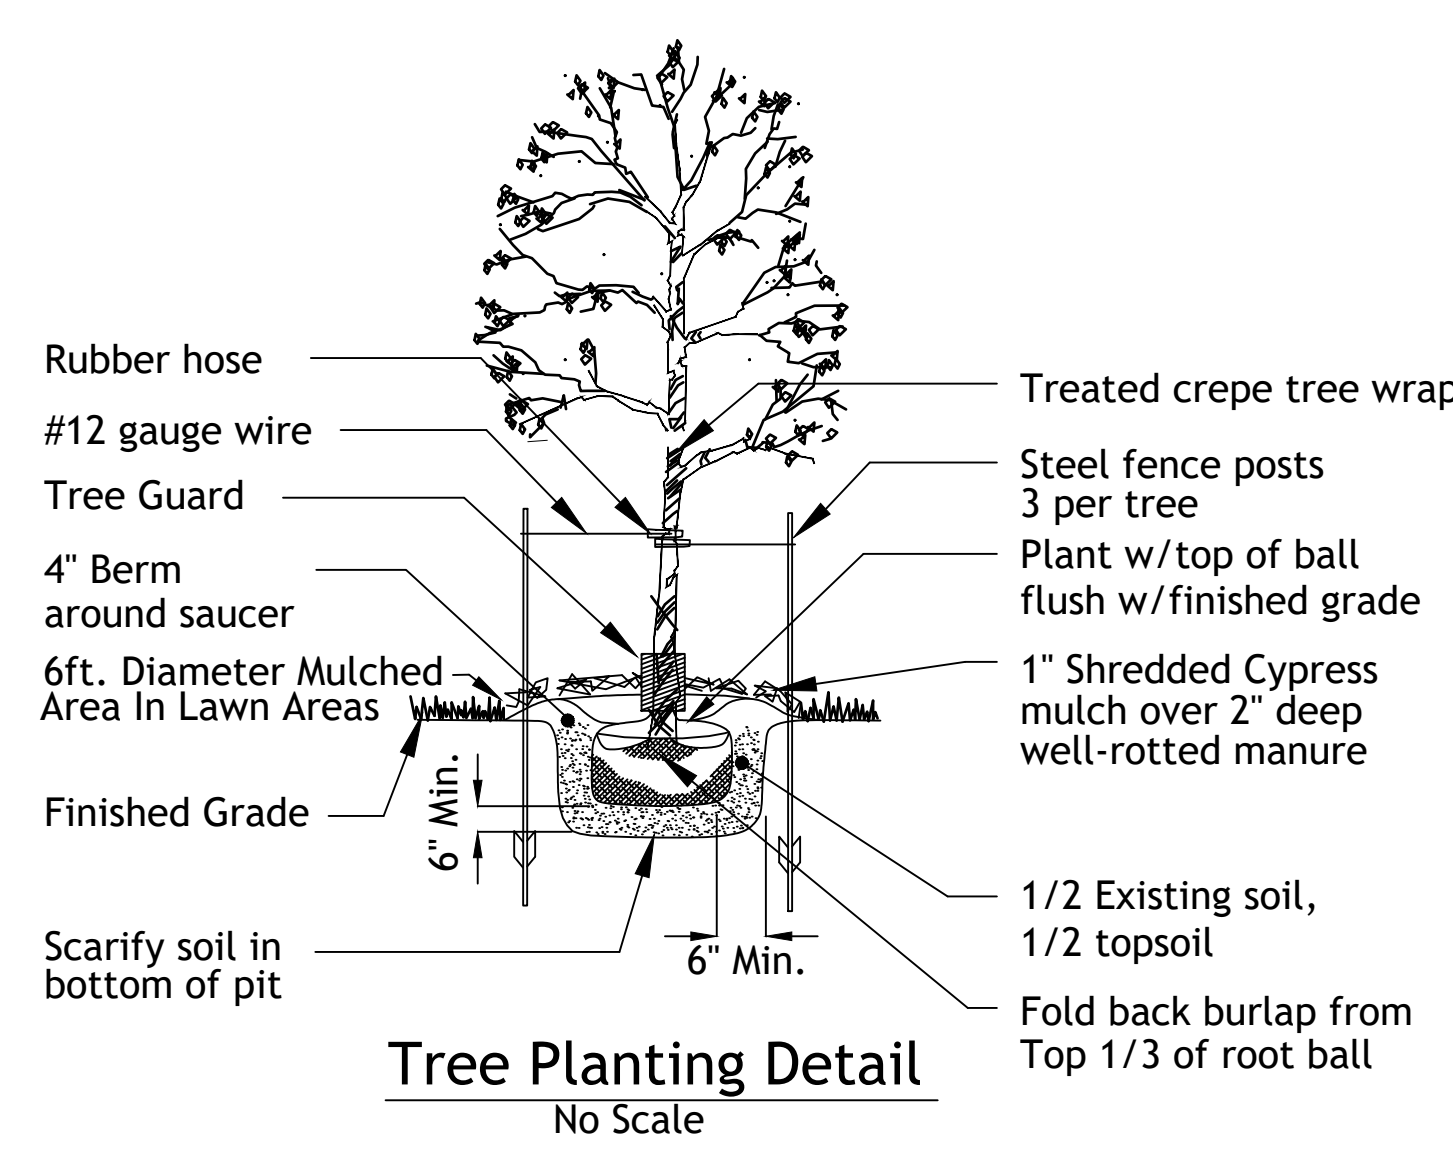 Rubber hose
#12 gauge wire
Tree Guard
4" Berm
around saucer
6ft. Diameter Mulched
Area In Lawn Areas
Finished Grade
6" Min.
Scarify soil in
bottom of pit
6" Min.
Treated crepe tree wrap
Steel fence posts
3 per tree
Plant w/top of ball
flush w/finished grade
1" Shredded Cypress
mulch over 2" deep
well-rotted manure
1/2 Existing soil,
1/2 topsoil
Fold back burlap from
Top 1/3 of root ball
Tree Planting Detail
No Scale